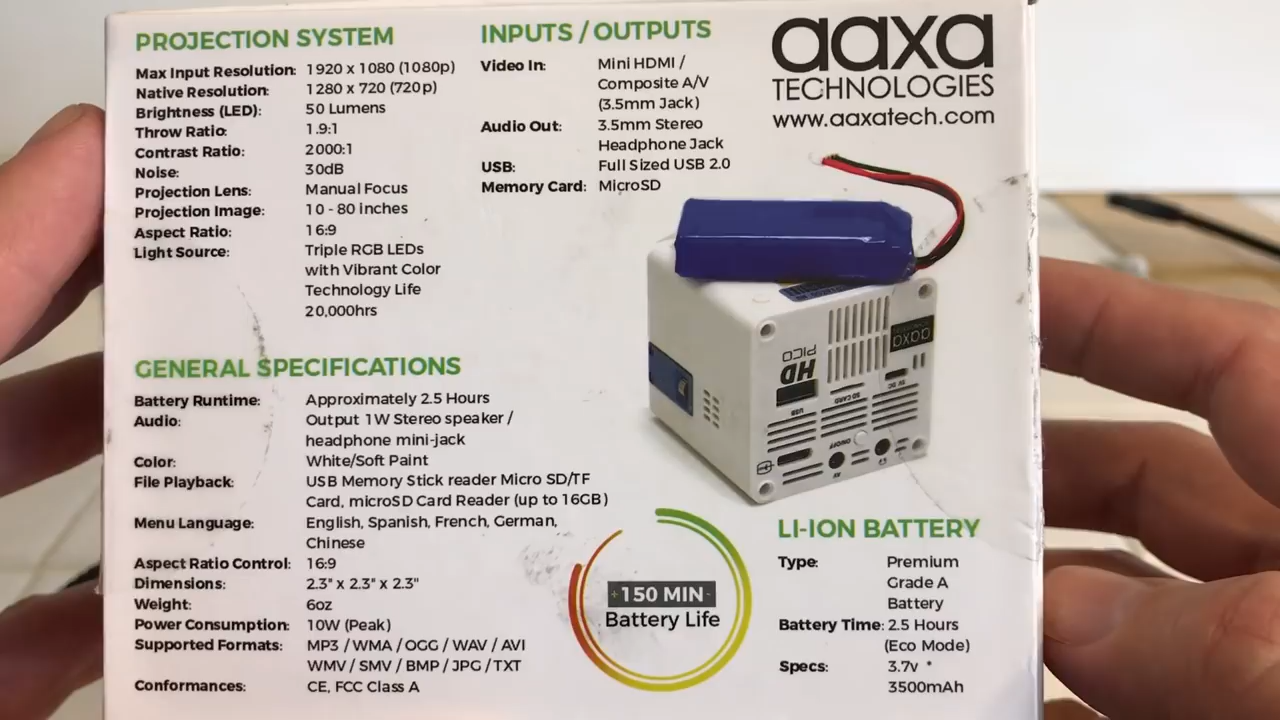 PROJECTION SYSTEM
Max Input Resolution: 1920 x 1080 (1080p)
Native Resolution: 1280 x 720 (720p)
Brightness (LED): 50 Lumens
Throw Ratio: 1.9:1
Contrast Ratio: 2000:1
Noise: 30dB
Projection Lens: Manual Focus
Projection Image: 10 - 80 inches
Aspect Ratio: 16:9
Light Source: Triple RGB LEDs
with Vibrant Color
Technology Life
20,000hrs
INPUTS / OUTPUTS
Video In: Mini HDMI /
Composite A/V
(3.5mm Jack)
Audio Out: 3.5mm Stereo
Headphone Jack
USB: Full Sized USB 2.0
Memory Card: MicroSD
aaxa
TECHNOLOGIES
www.aaxatech.com
GENERAL SPECIFICATIONS
Battery Runtime: Approximately 2.5 Hours
Audio: Output 1W Stereo speaker /
headphone mini-jack
Color: White/Soft Paint
File Playback: USB Memory Stick reader Micro SD/TF
Card, microSD Card Reader (up to 16GB)
Menu Language: English, Spanish, French, German,
Chinese
Aspect Ratio Control: 16:9
Dimensions: 2.3" x 2.3" x 2.3"
Weight: 6oz
Power Consumption: 10W (Peak)
Supported Formats: MP3 / WMA / OGG / WAV / AVI
WMV / SMV / BMP / JPG / TXT
Conformances: CE, FCC Class A
aaxa
HD
PICO
USB
SD CARD
5V DC
ON/OFF
AV
150 MIN
Battery Life
LI-ION BATTERY
Type: Premium
Grade A
Battery
Battery Time: 2.5 Hours
(Eco Mode)
Specs: 3.7v *
3500mAh